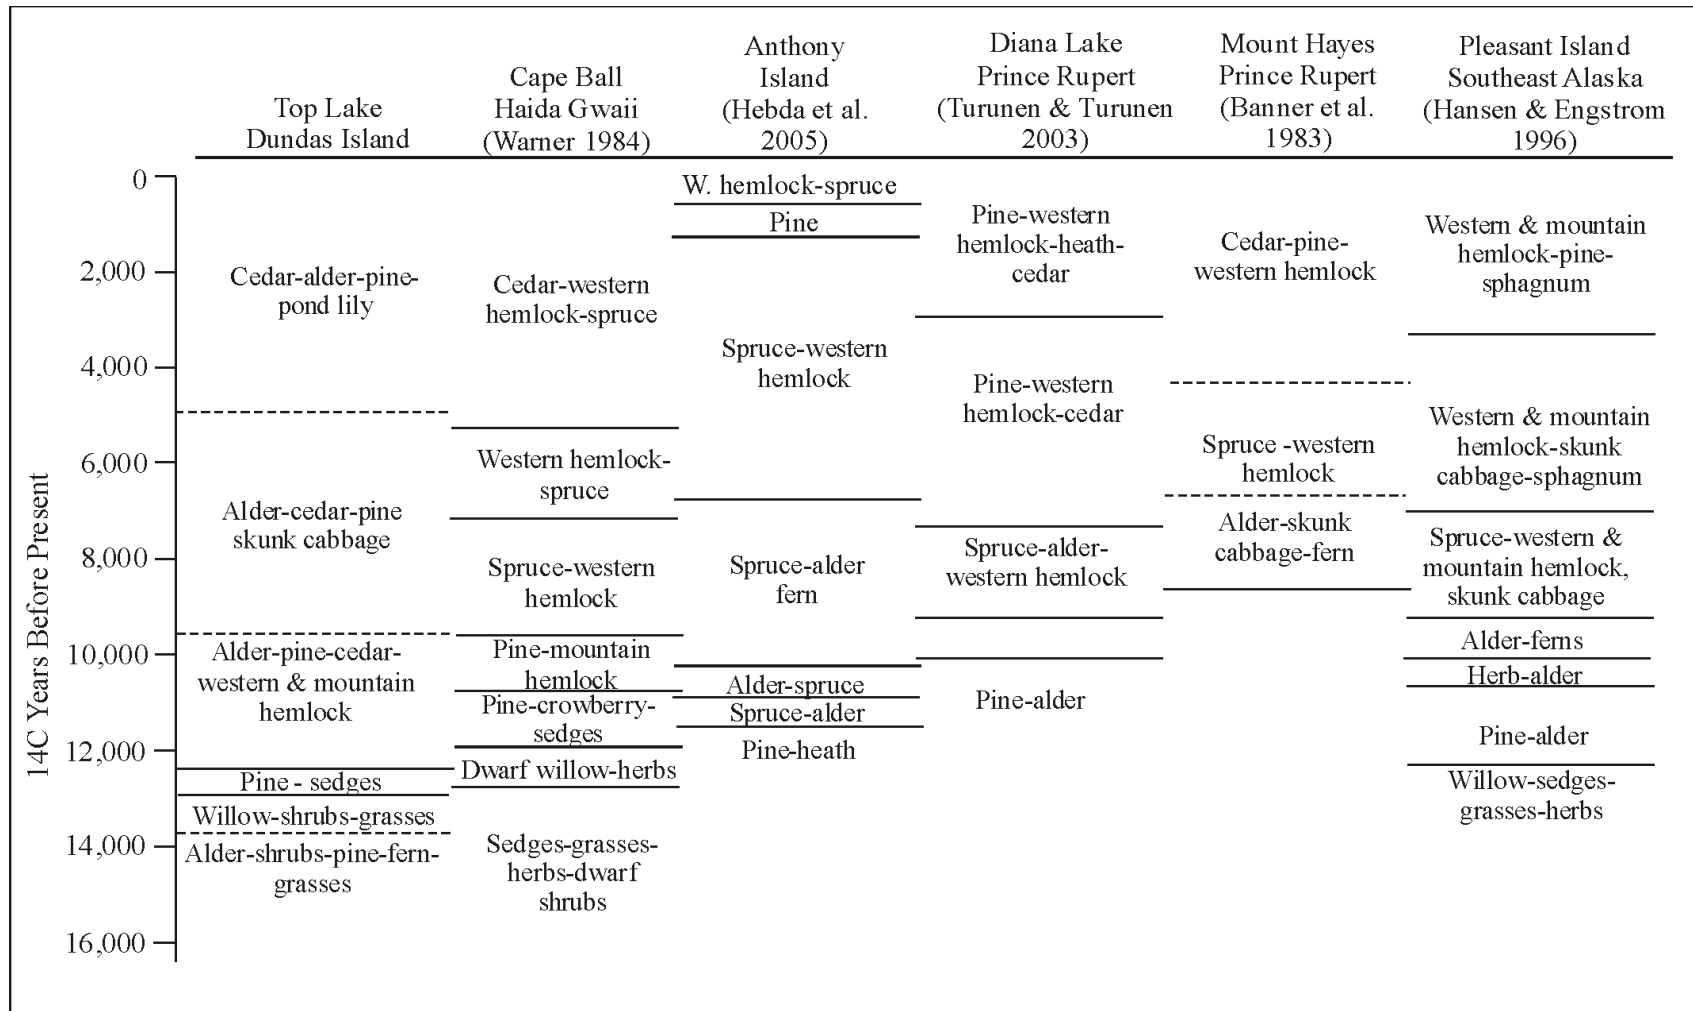 Top Lake
Dundas Island
Cape Ball
Haida Gwaii
(Warner 1984)
Anthony
Island
(Hebda et al.
2005)
Diana Lake
Prince Rupert
(Turunen & Turunen
2003)
Mount Hayes
Prince Rupert
(Banner et al.
1983)
Pleasant Island
Southeast Alaska
(Hansen & Engstrom
1996)
14C Years Before Present
0
2,000
4,000
6,000
8,000
10,000
12,000
14,000
16,000
Cedar-alder-pine-
pond lily
Alder-cedar-pine
skunk cabbage
Alder-pine-cedar-
western & mountain
hemlock
Pine - sedges
Willow-shrubs-grasses
Alder-shrubs-pine-fern-
grasses
Cedar-western
hemlock-spruce
Western hemlock-
spruce
Spruce-western
hemlock
Pine-mountain
hemlock
Pine-crowberry-
sedges
Dwarf willow-herbs
Sedges-grasses-
herbs-dwarf
shrubs
W. hemlock-spruce
Pine
Spruce-western
hemlock
Spruce-alder
fern
Alder-spruce
Spruce-alder
Pine-heath
Pine-western
hemlock-heath-
cedar
Pine-western
hemlock-cedar
Spruce-alder-
western hemlock
Pine-alder
Cedar-pine-
western hemlock
Spruce -western
hemlock
Alder-skunk
cabbage-fern
Western & mountain
hemlock-pine-
sphagnum
Western & mountain
hemlock-skunk
cabbage-sphagnum
Spruce-western &
mountain hemlock,
skunk cabbage
Alder-ferns
Herb-alder
Pine-alder
Willow-sedges-
grasses-herbs